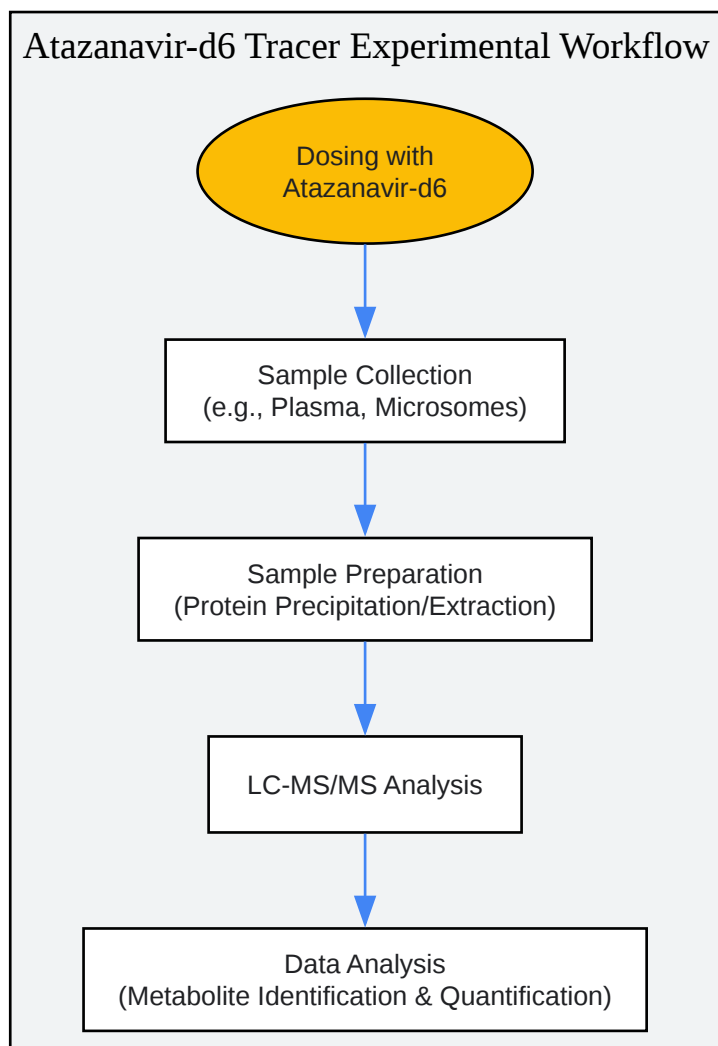 Atazanavir-d6 Tracer Experimental Workflow
Dosing with
Atazanavir-d6
Sample Collection
(e.g., Plasma, Microsomes)
Sample Preparation
(Protein Precipitation/Extraction)
LC-MS/MS Analysis
Data Analysis
(Metabolite Identification & Quantification)